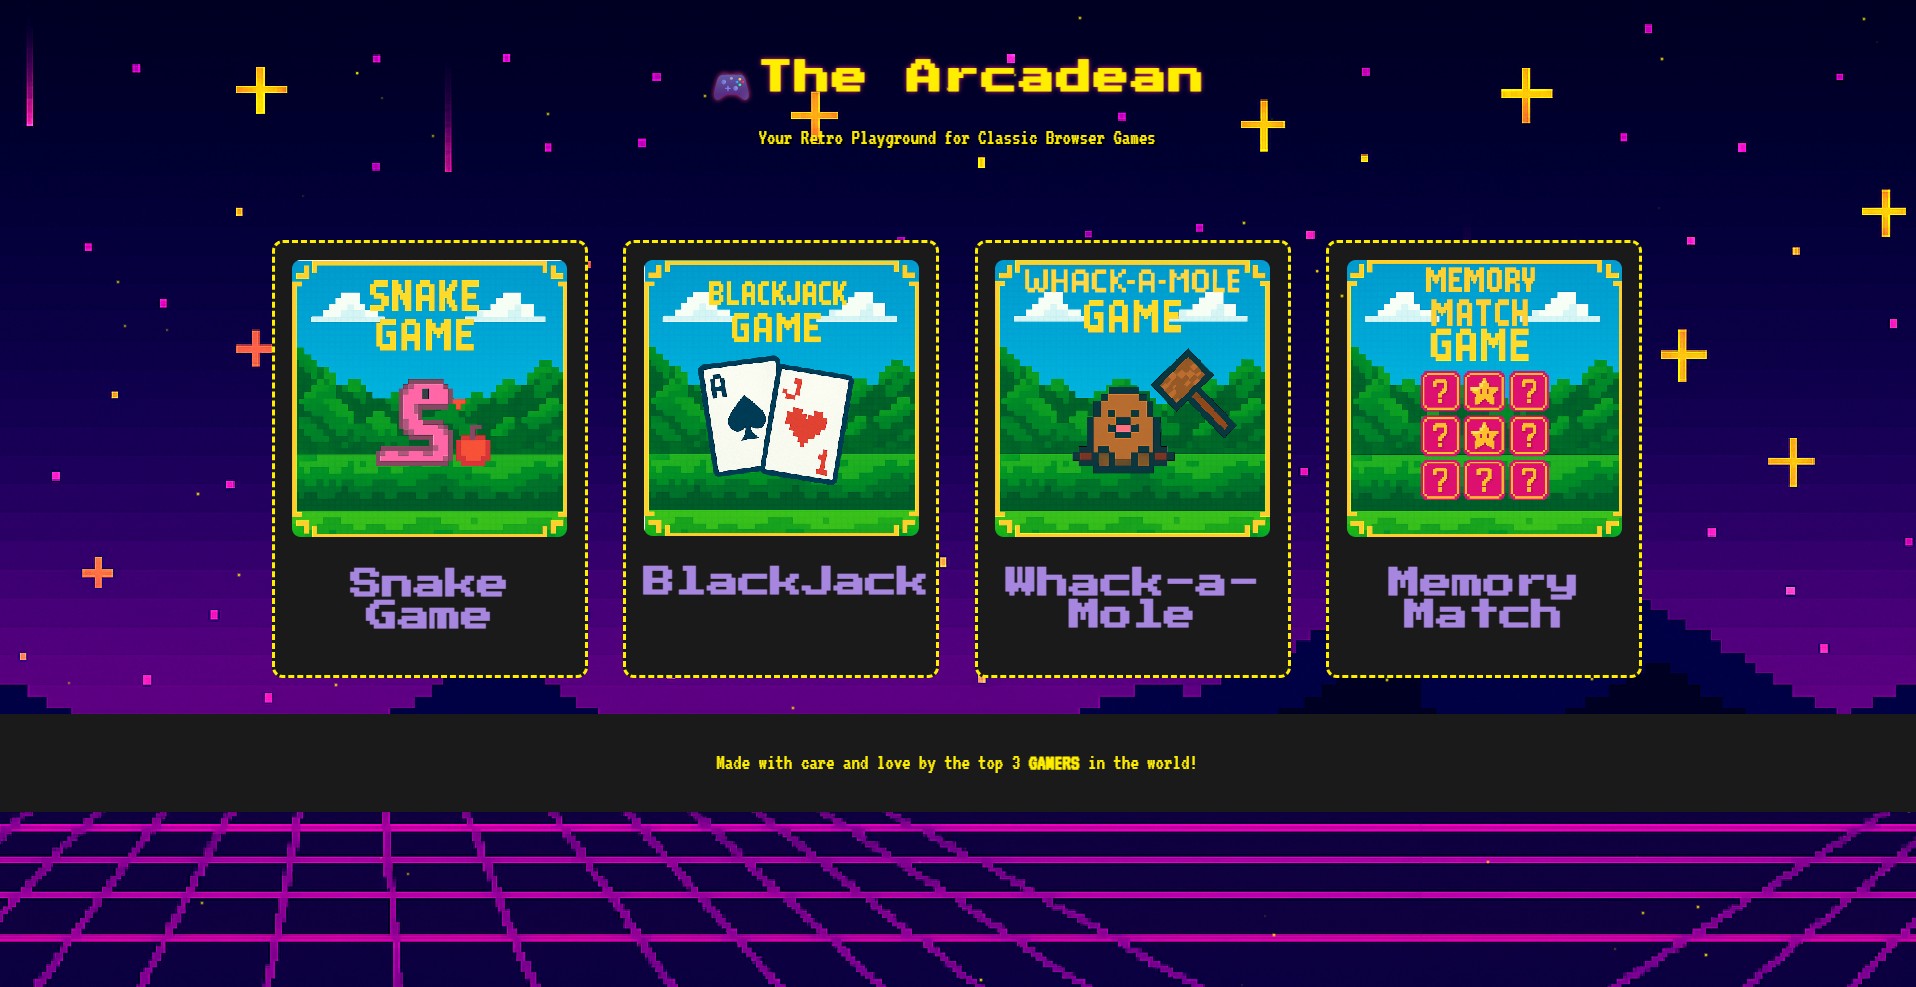 The Arcadean
Your Retro Playground for Classic Browser Games
SNAKE
GAME
Snake
Game
BLACKJACK
GAME
A
J
1
BlackJack
WHACK-A-MOLE
GAME
Whack-a-
Mole
MEMORY
MATCH
GAME
? ?
? ?
? ? ?
Memory
Match
Made with care and love by the top 3 GAMERS in the world!